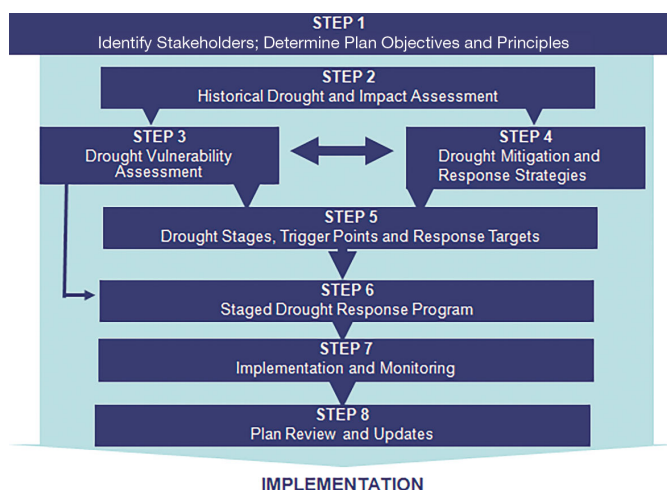 STEP 1
Identify Stakeholders; Determine Plan Objectives and Principles
STEP 2
Historical Drought and Impact Assessment
STEP 3
Drought Vulnerability
Assessment
STEP 4
Drought Mitigation and
Response Strategies
STEP 5
Drought Stages, Trigger Points and Response Targets
STEP 6
Staged Drought Response Program
STEP 7
Implementation and Monitoring
STEP 8
Plan Review and Updates
IMPLEMENTATION